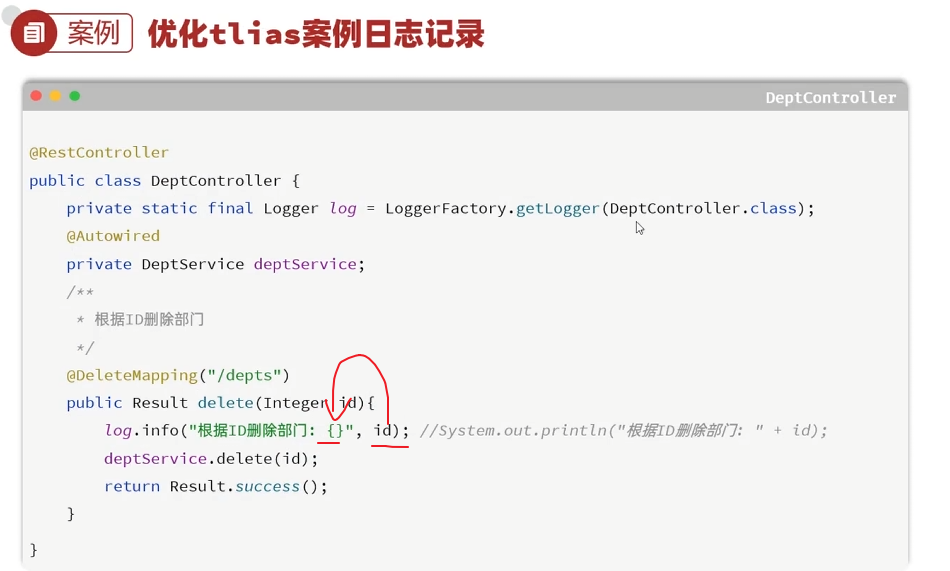 案例 优化tlias案例日志记录
DeptController
@RestController
public class DeptController {
    private static final Logger log = LoggerFactory.getLogger(DeptController.class);
    @Autowired
    private DeptService deptService;
    /**
     * 根据ID删除部门
     */
    @DeleteMapping("/depts")
    public Result delete(Integer id){
        log.info("根据ID删除部门: {}", id); //System.out.println("根据ID删除部门: " + id);
        deptService.delete(id);
        return Result.success();
    }
}